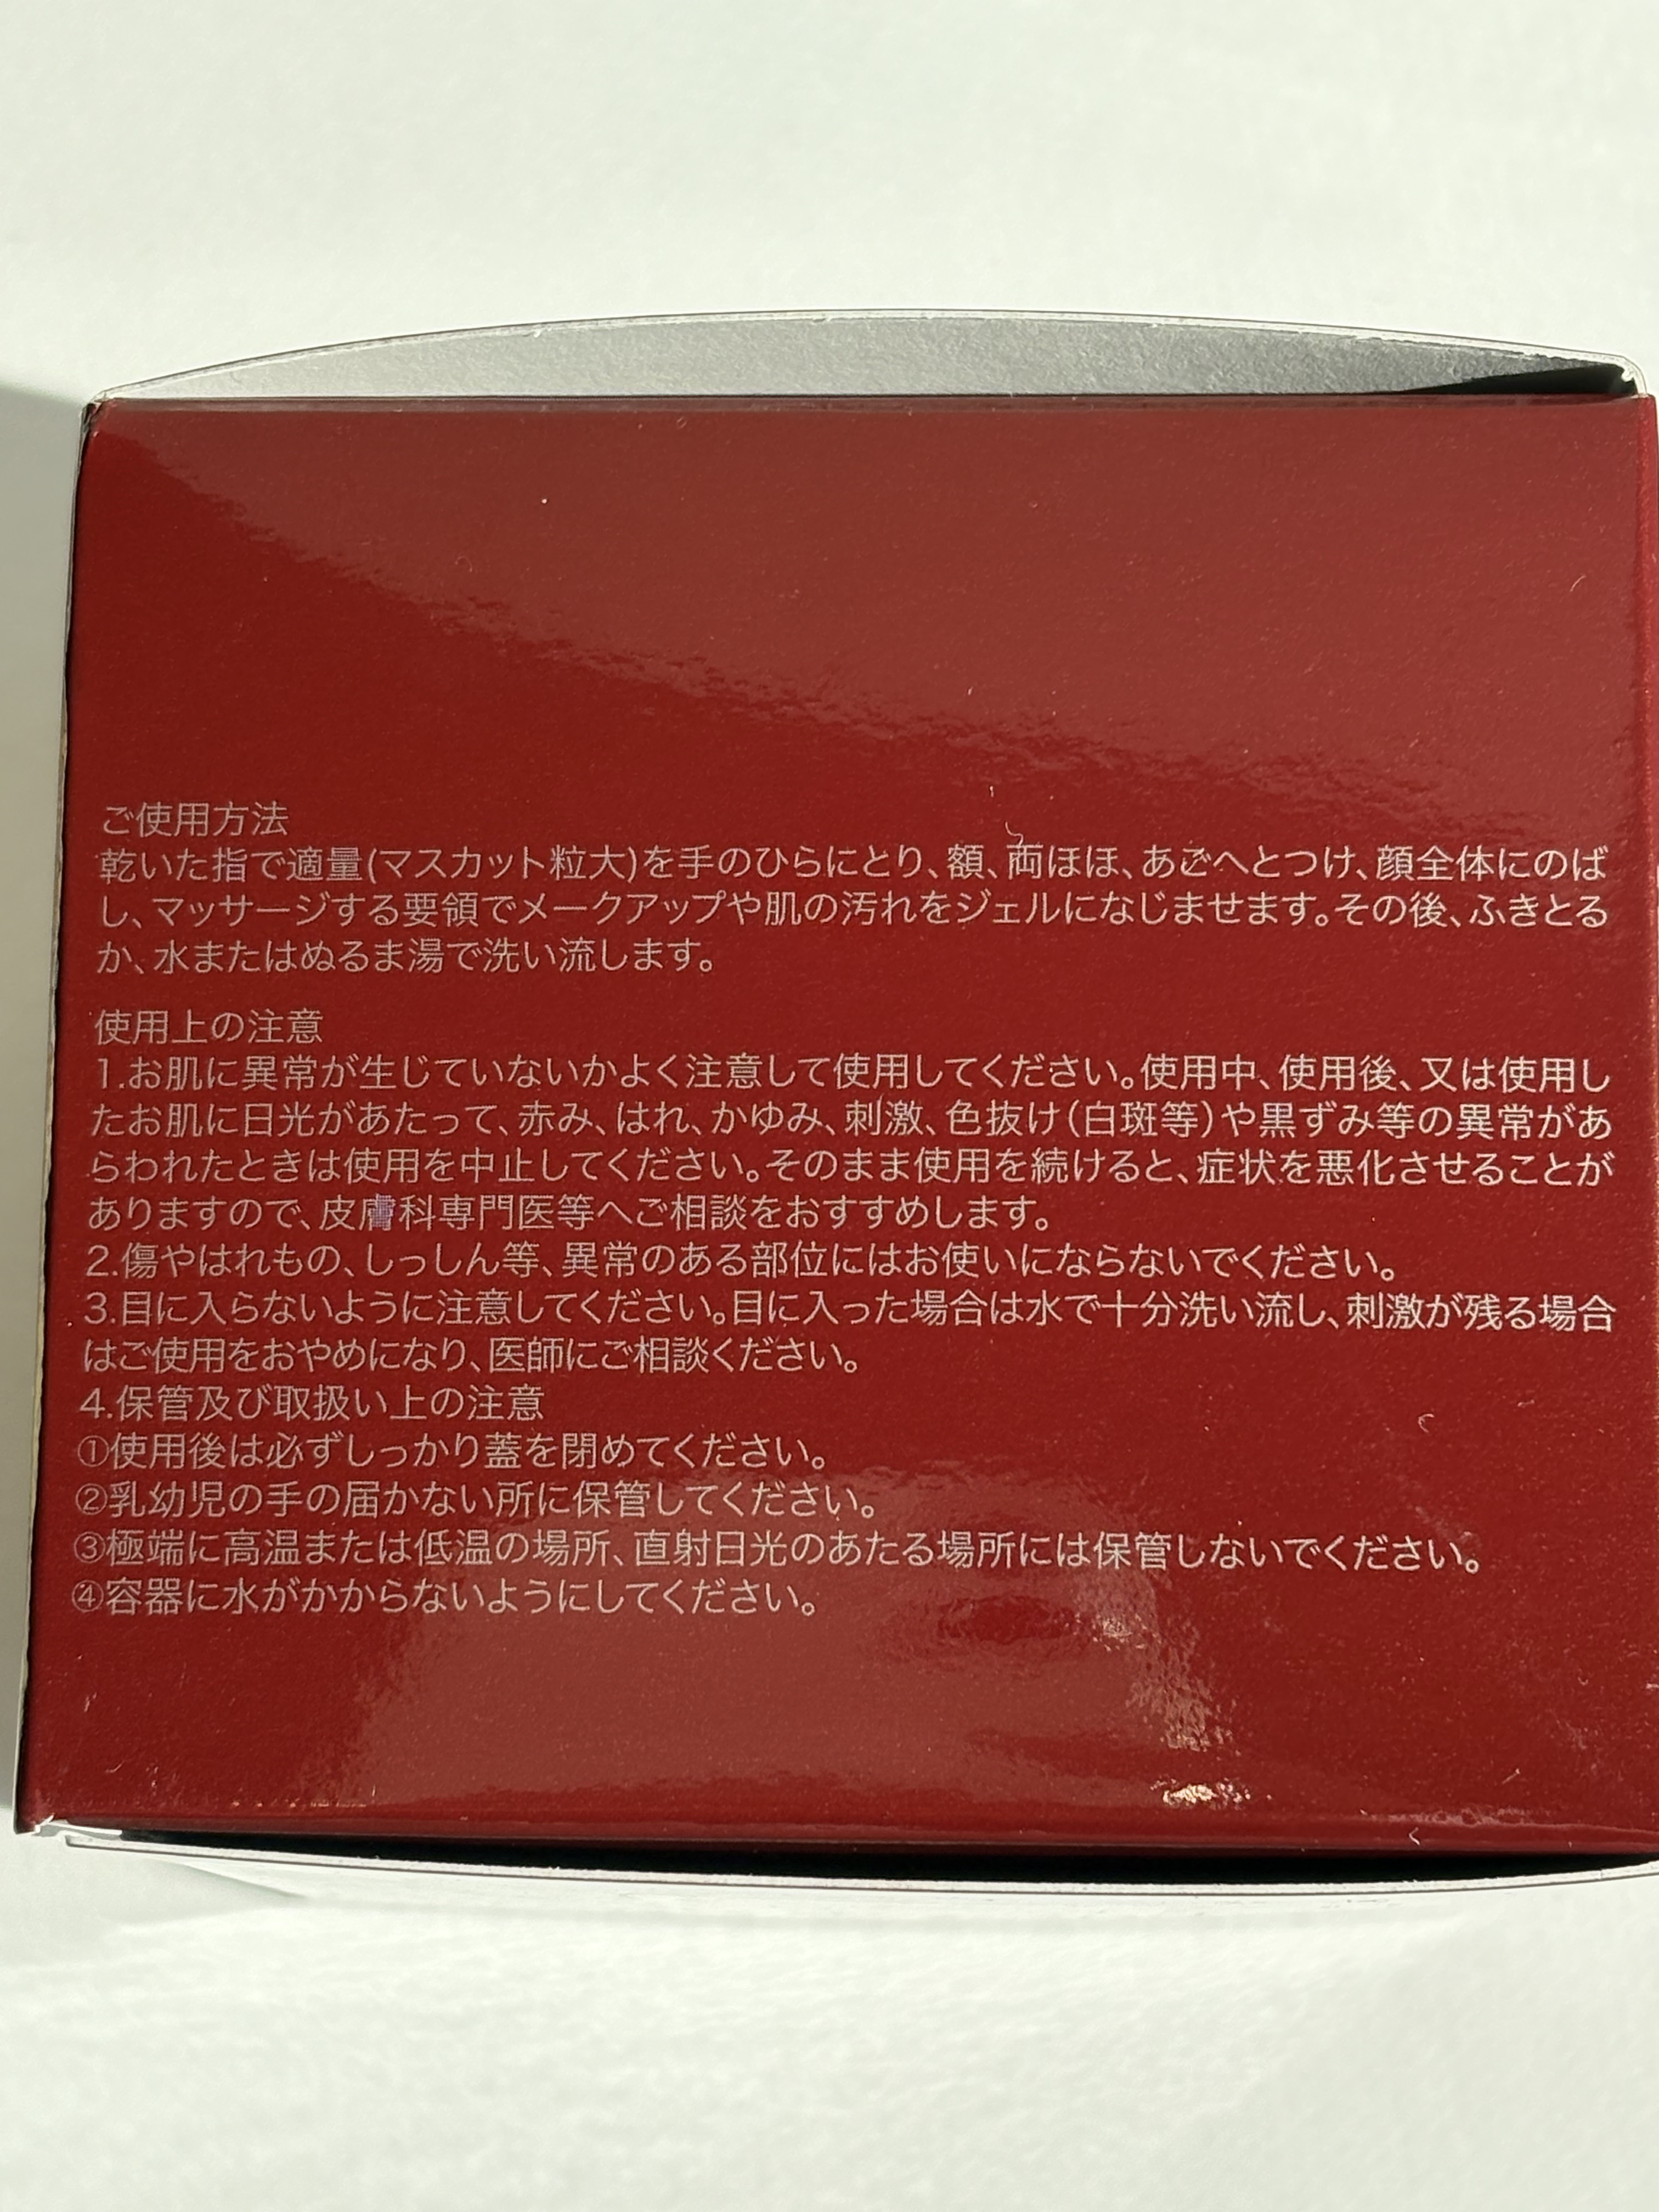 ご使用方法
乾いた指で適量(マスカット粒大)を手のひらにとり、額、両ほほ、あごへとつけ、顔全体にのば
し、マッサージする要領でメークアップや肌の汚れをジェルになじませます。その後、ふきとる
か、水またはぬるま湯で洗い流します。
使用上の注意
1.お肌に異常が生じていないかよく注意して使用してください。使用中、使用後、又は使用し
たお肌に日光があたって、赤み、はれ、かゆみ、刺激、色抜け(白斑等)や黒ずみ等の異常があ
らわれたときは使用を中止してください。そのまま使用を続けると、症状を悪化させることが
ありますので、皮膚科専門医等へご相談をおすすめします。
2.傷やはれもの、しっしん等、異常のある部位にはお使いにならないでください。
3.目に入らないように注意してください。目に入った場合は水で十分洗い流し、刺激が残る場合
はご使用をおやめになり、医師にご相談ください。
4.保管及び取扱い上の注意
①使用後は必ずしっかり蓋を閉めてください。
②乳幼児の手の届かない所に保管してください。
③極端に高温または低温の場所、直射日光のあたる場所には保管しないでください。
④容器に水がかからないようにしてください。